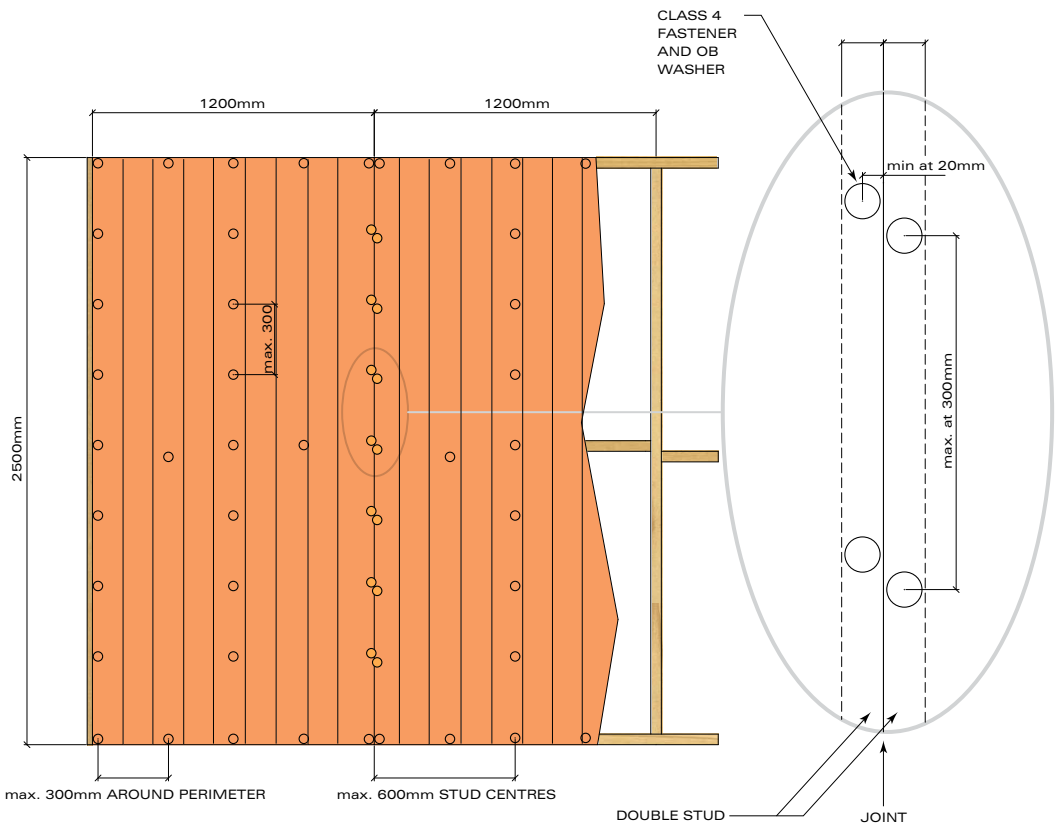 CLASS 4
FASTENER
AND OB
WASHER
1200mm
1200mm
min at 20mm
max. 300
max. at 300mm
2500mm
max. 300mm AROUND PERIMETER
max. 600mm STUD CENTRES
DOUBLE STUD
JOINT